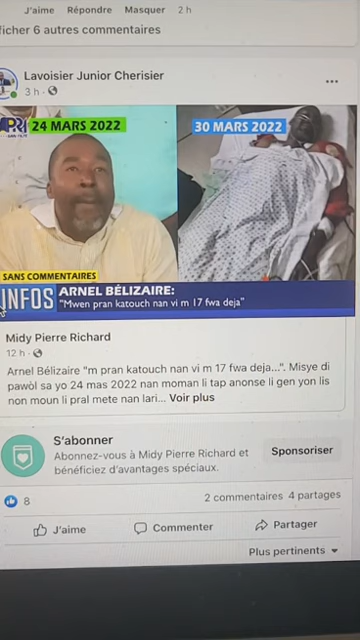 J'aime Répondre Masquer 2 h
ficher 6 autres commentaires
Lavoisier Junior Cherisier
3 h ·
24 MARS 2022
30 MARS 2022
SANS COMMENTAIRES
INFOS
ARNEL BÉLIZAIRE:
"Mwen pran katouch nan vi m 17 fwa deja"
Midy Pierre Richard
12 h ·
Arnel Bélizaire "m pran katouch nan vi m 17 fwa deja...". Misye di
pawòl sa yo 24 mas 2022 nan moman li tap anonse li gen yon lis
non moun li pral mete nan lari... Voir plus
S'abonner
Abonnez-vous à Midy Pierre Richard et
bénéficiez d'avantages spéciaux.
Sponsoriser
8
2 commentaires 4 partages
J'aime
Commenter
Partager
Plus pertinents